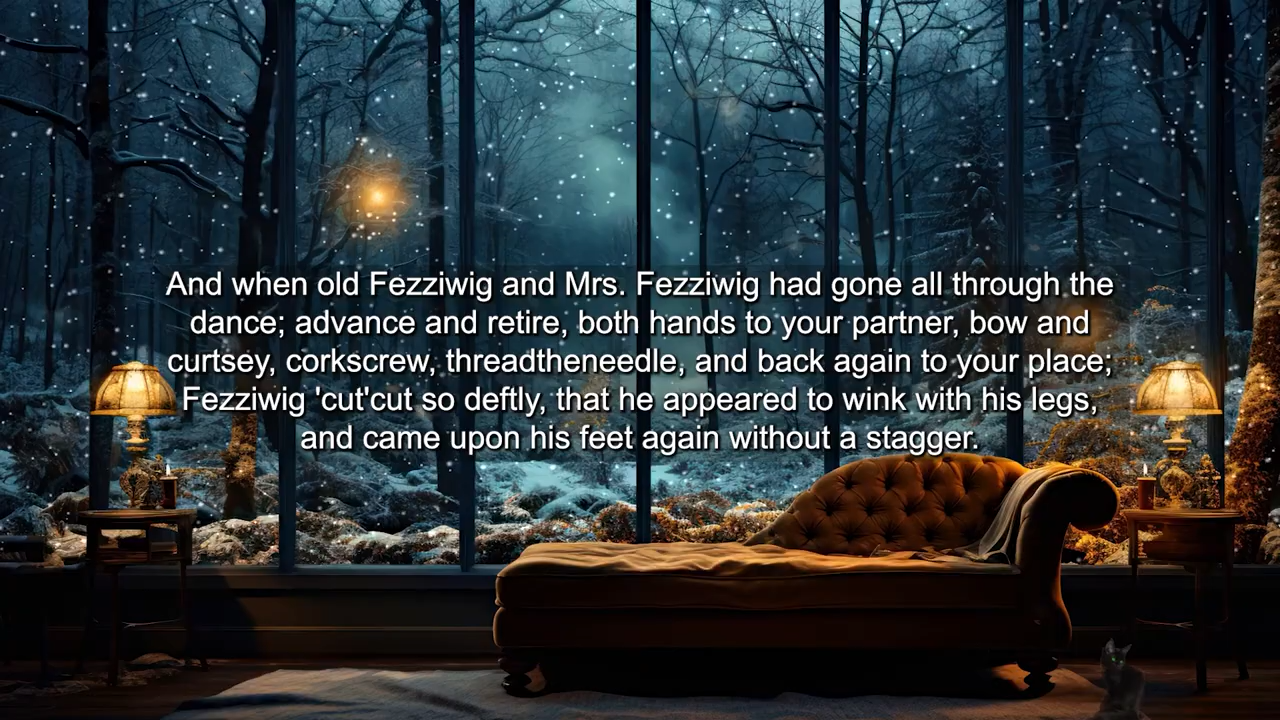 And when old Fezziwig and Mrs. Fezziwig had gone all through the
dance; advance and retire, both hands to your partner, bow and
curtsey, corkscrew, threadtheneedle, and back again to your place;
Fezziwig 'cut'cut so deftly, that he appeared to wink with his legs,
and came upon his feet again without a stagger.